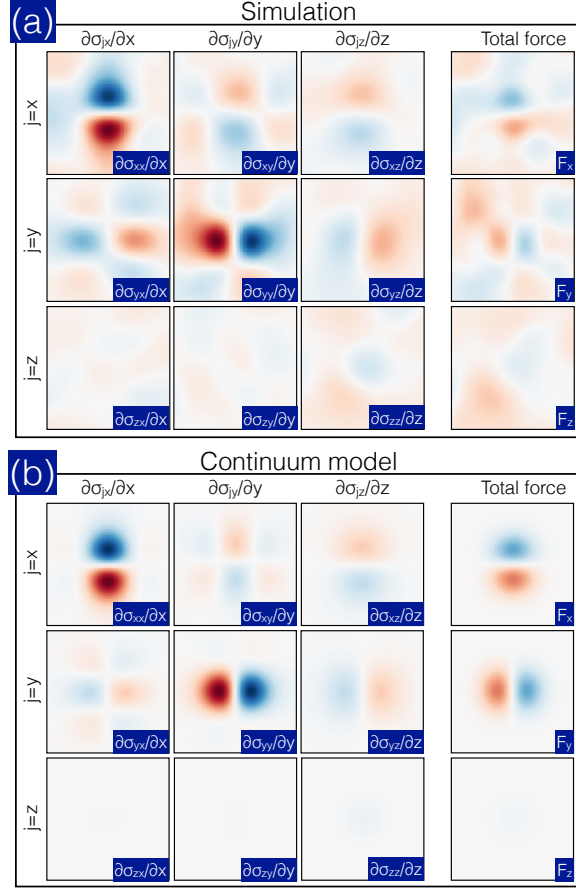 (a) Simulation
∂σjx/∂x ∂σjy/∂y ∂σjz/∂z Total force
j=x
∂σxx/∂x ∂σxy/∂y ∂σxz/∂z Fx
j=y
∂σyx/∂x ∂σyy/∂y ∂σyz/∂z Fy
j=z
∂σzx/∂x ∂σzy/∂y ∂σzz/∂z Fz
(b) Continuum model
∂σjx/∂x ∂σjy/∂y ∂σjz/∂z Total force
j=x
∂σxx/∂x ∂σxy/∂y ∂σxz/∂z Fx
j=y
∂σyx/∂x ∂σyy/∂y ∂σyz/∂z Fy
j=z
∂σzx/∂x ∂σzy/∂y ∂σzz/∂z Fz